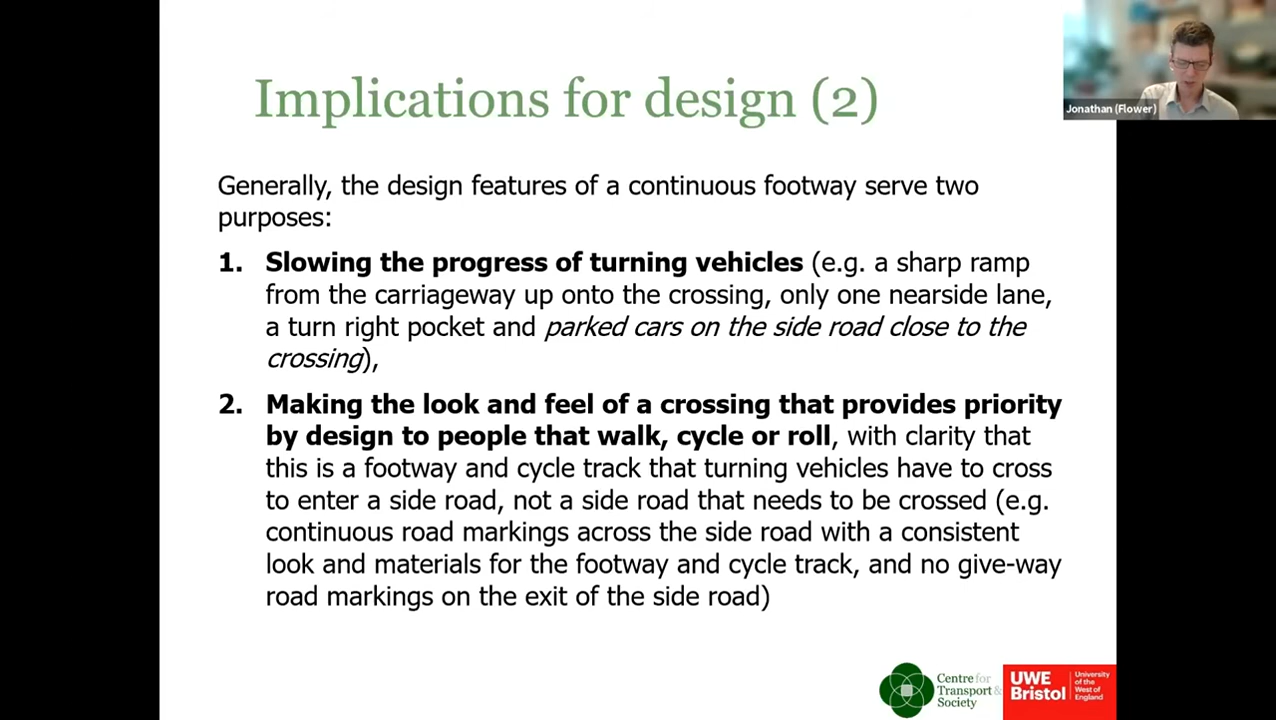 Implications for design (2)
Jonathan (Flower)
Generally, the design features of a continuous footway serve two
purposes:
1. Slowing the progress of turning vehicles (e.g. a sharp ramp
from the carriageway up onto the crossing, only one nearside lane,
a turn right pocket and parked cars on the side road close to the
crossing),
2. Making the look and feel of a crossing that provides priority
by design to people that walk, cycle or roll, with clarity that
this is a footway and cycle track that turning vehicles have to cross
to enter a side road, not a side road that needs to be crossed (e.g.
continuous road markings across the side road with a consistent
look and materials for the footway and cycle track, and no give-way
road markings on the exit of the side road)
Centre for
Transport &
Society
UWE
Bristol
University
of the
West of
England